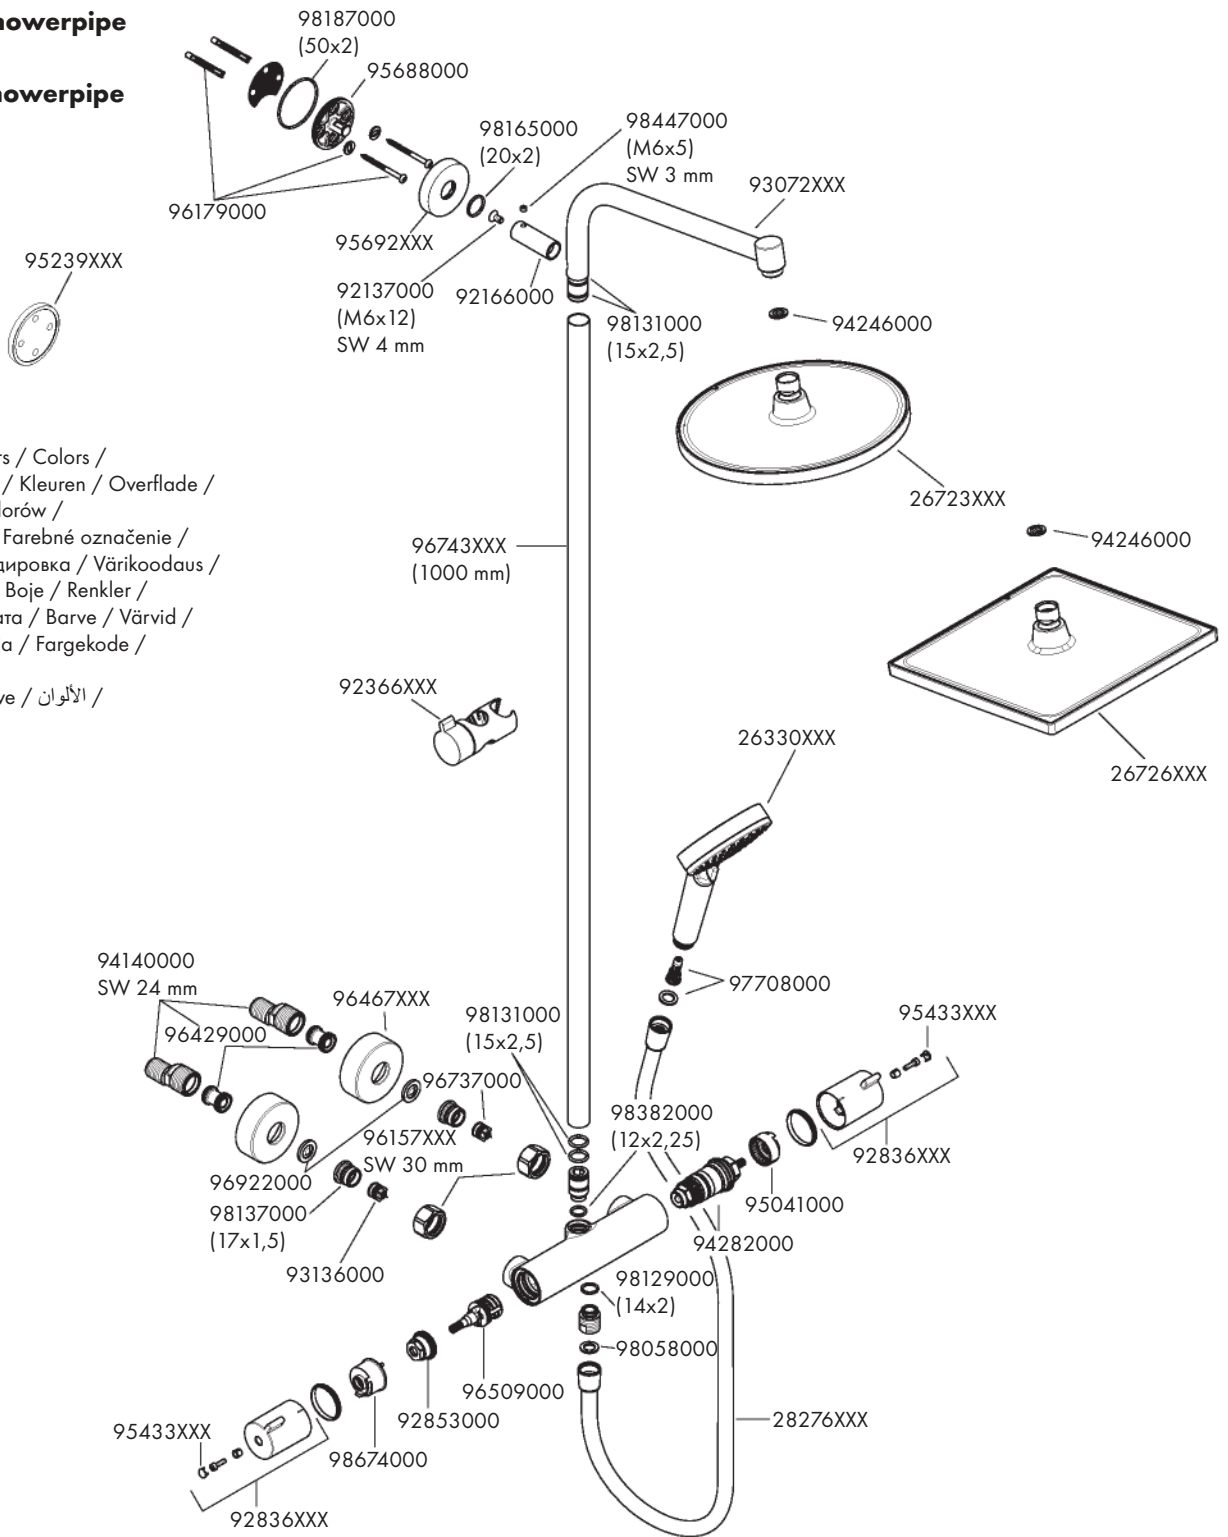 howerpipe
howerpipe
98187000
(50x2)
95688000
98165000
(20x2)
98447000
(M6x5)
SW 3 mm
93072XXX
96179000
95692XXX
92137000
(M6x12)
SW 4 mm
92166000
98131000
(15x2,5)
94246000
95239XXX
26723XXX
rs / Colors /
/ Kleuren / Overflade /
lorów /
Farebné označenie /
дировка / Värikoodaus /
Boje / Renkler /
ата / Barve / Värvid /
a / Fargekode /
ve / الألوان /
96743XXX
(1000 mm)
94246000
92366XXX
26330XXX
26726XXX
94140000
SW 24 mm
96429000
96467XXX
98131000
(15x2,5)
97708000
95433XXX
96737000
98382000
(12x2,25)
96157XXX
SW 30 mm
92836XXX
96922000
95041000
98137000
(17x1,5)
94282000
93136000
98129000
(14x2)
98058000
96509000
92853000
28276XXX
95433XXX
98674000
92836XXX